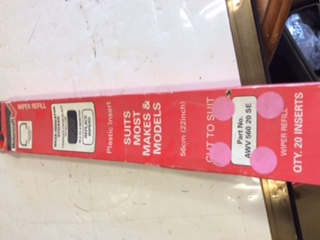 WIPER REFILL
Plastic Insert
SUITS
MOST
MAKES &
MODELS
56cm (22inch)
CUT TO SUIT
Part No.
AWV 560 20 SE
WIPER REFILL
QTY. 20 INSERTS